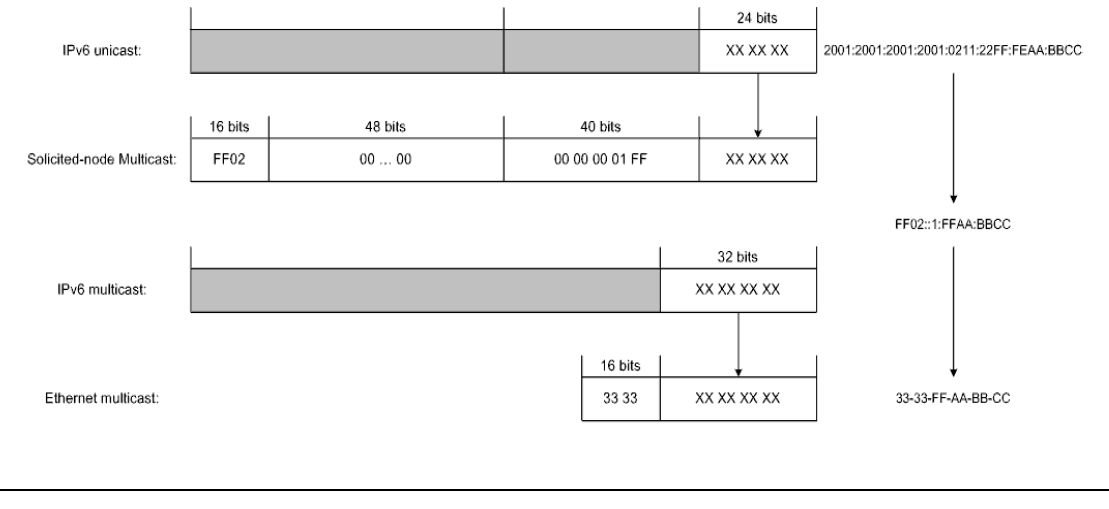 24 bits
IPv6 unicast:
XX XX XX
2001:2001:2001:2001:0211:22FF:FEAA:BBCC
16 bits
48 bits
40 bits
Solicited-node Multicast:
FF02
00 ... 00
00 00 00 01 FF
XX XX XX
FF02::1:FFAA:BBCC
32 bits
IPv6 multicast:
XX XX XX XX
16 bits
Ethernet multicast:
33 33
XX XX XX XX
33-33-FF-AA-BB-CC